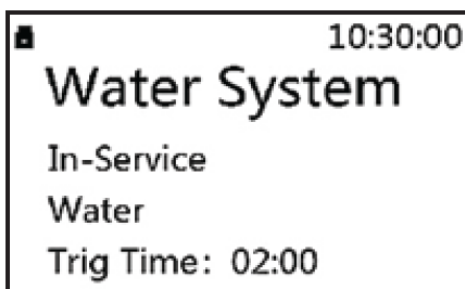 10:30:00
Water System
In-Service
Water
Trig Time: 02:00